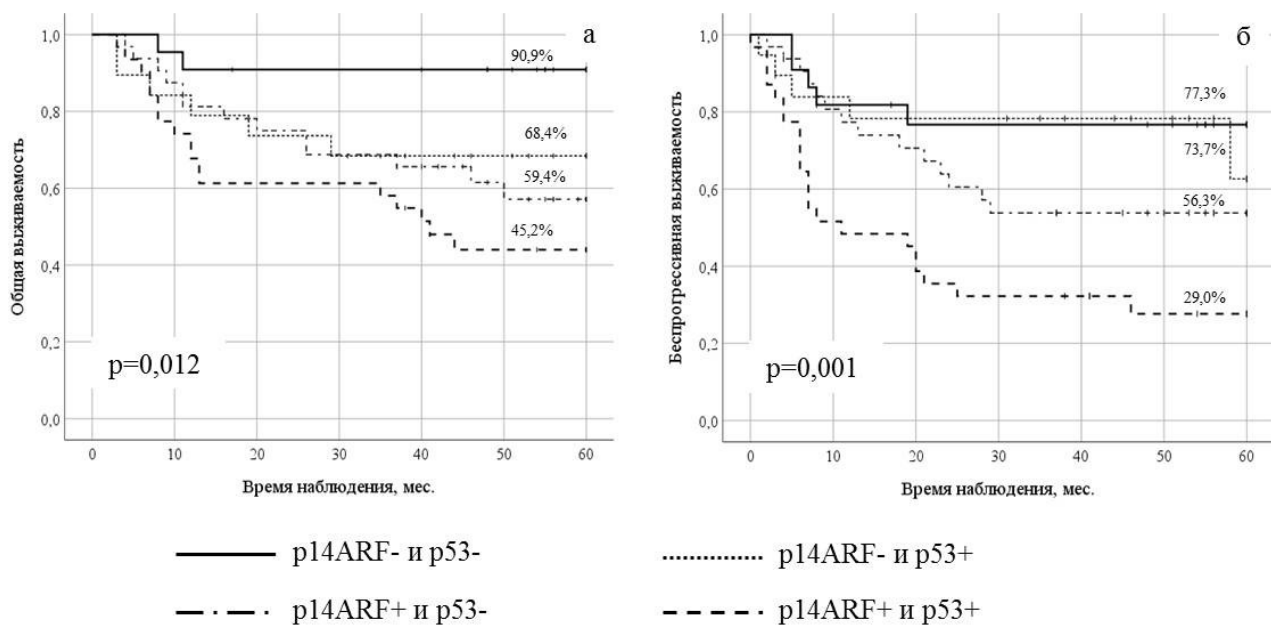 а
1,0
0,8
0,6
0,4
0,2
0,0
90,9%
68,4%
59,4%
45,2%
p=0,012
Общая выживаемость
0 10 20 30 40 50 60
Время наблюдения, мес.
б
1,0
0,8
0,6
0,4
0,2
0,0
77,3%
73,7%
56,3%
29,0%
p=0,001
Беспрогрессивная выживаемость
0 10 20 30 40 50 60
Время наблюдения, мес.
p14ARF- и p53-
p14ARF- и p53+
p14ARF+ и p53-
p14ARF+ и p53+